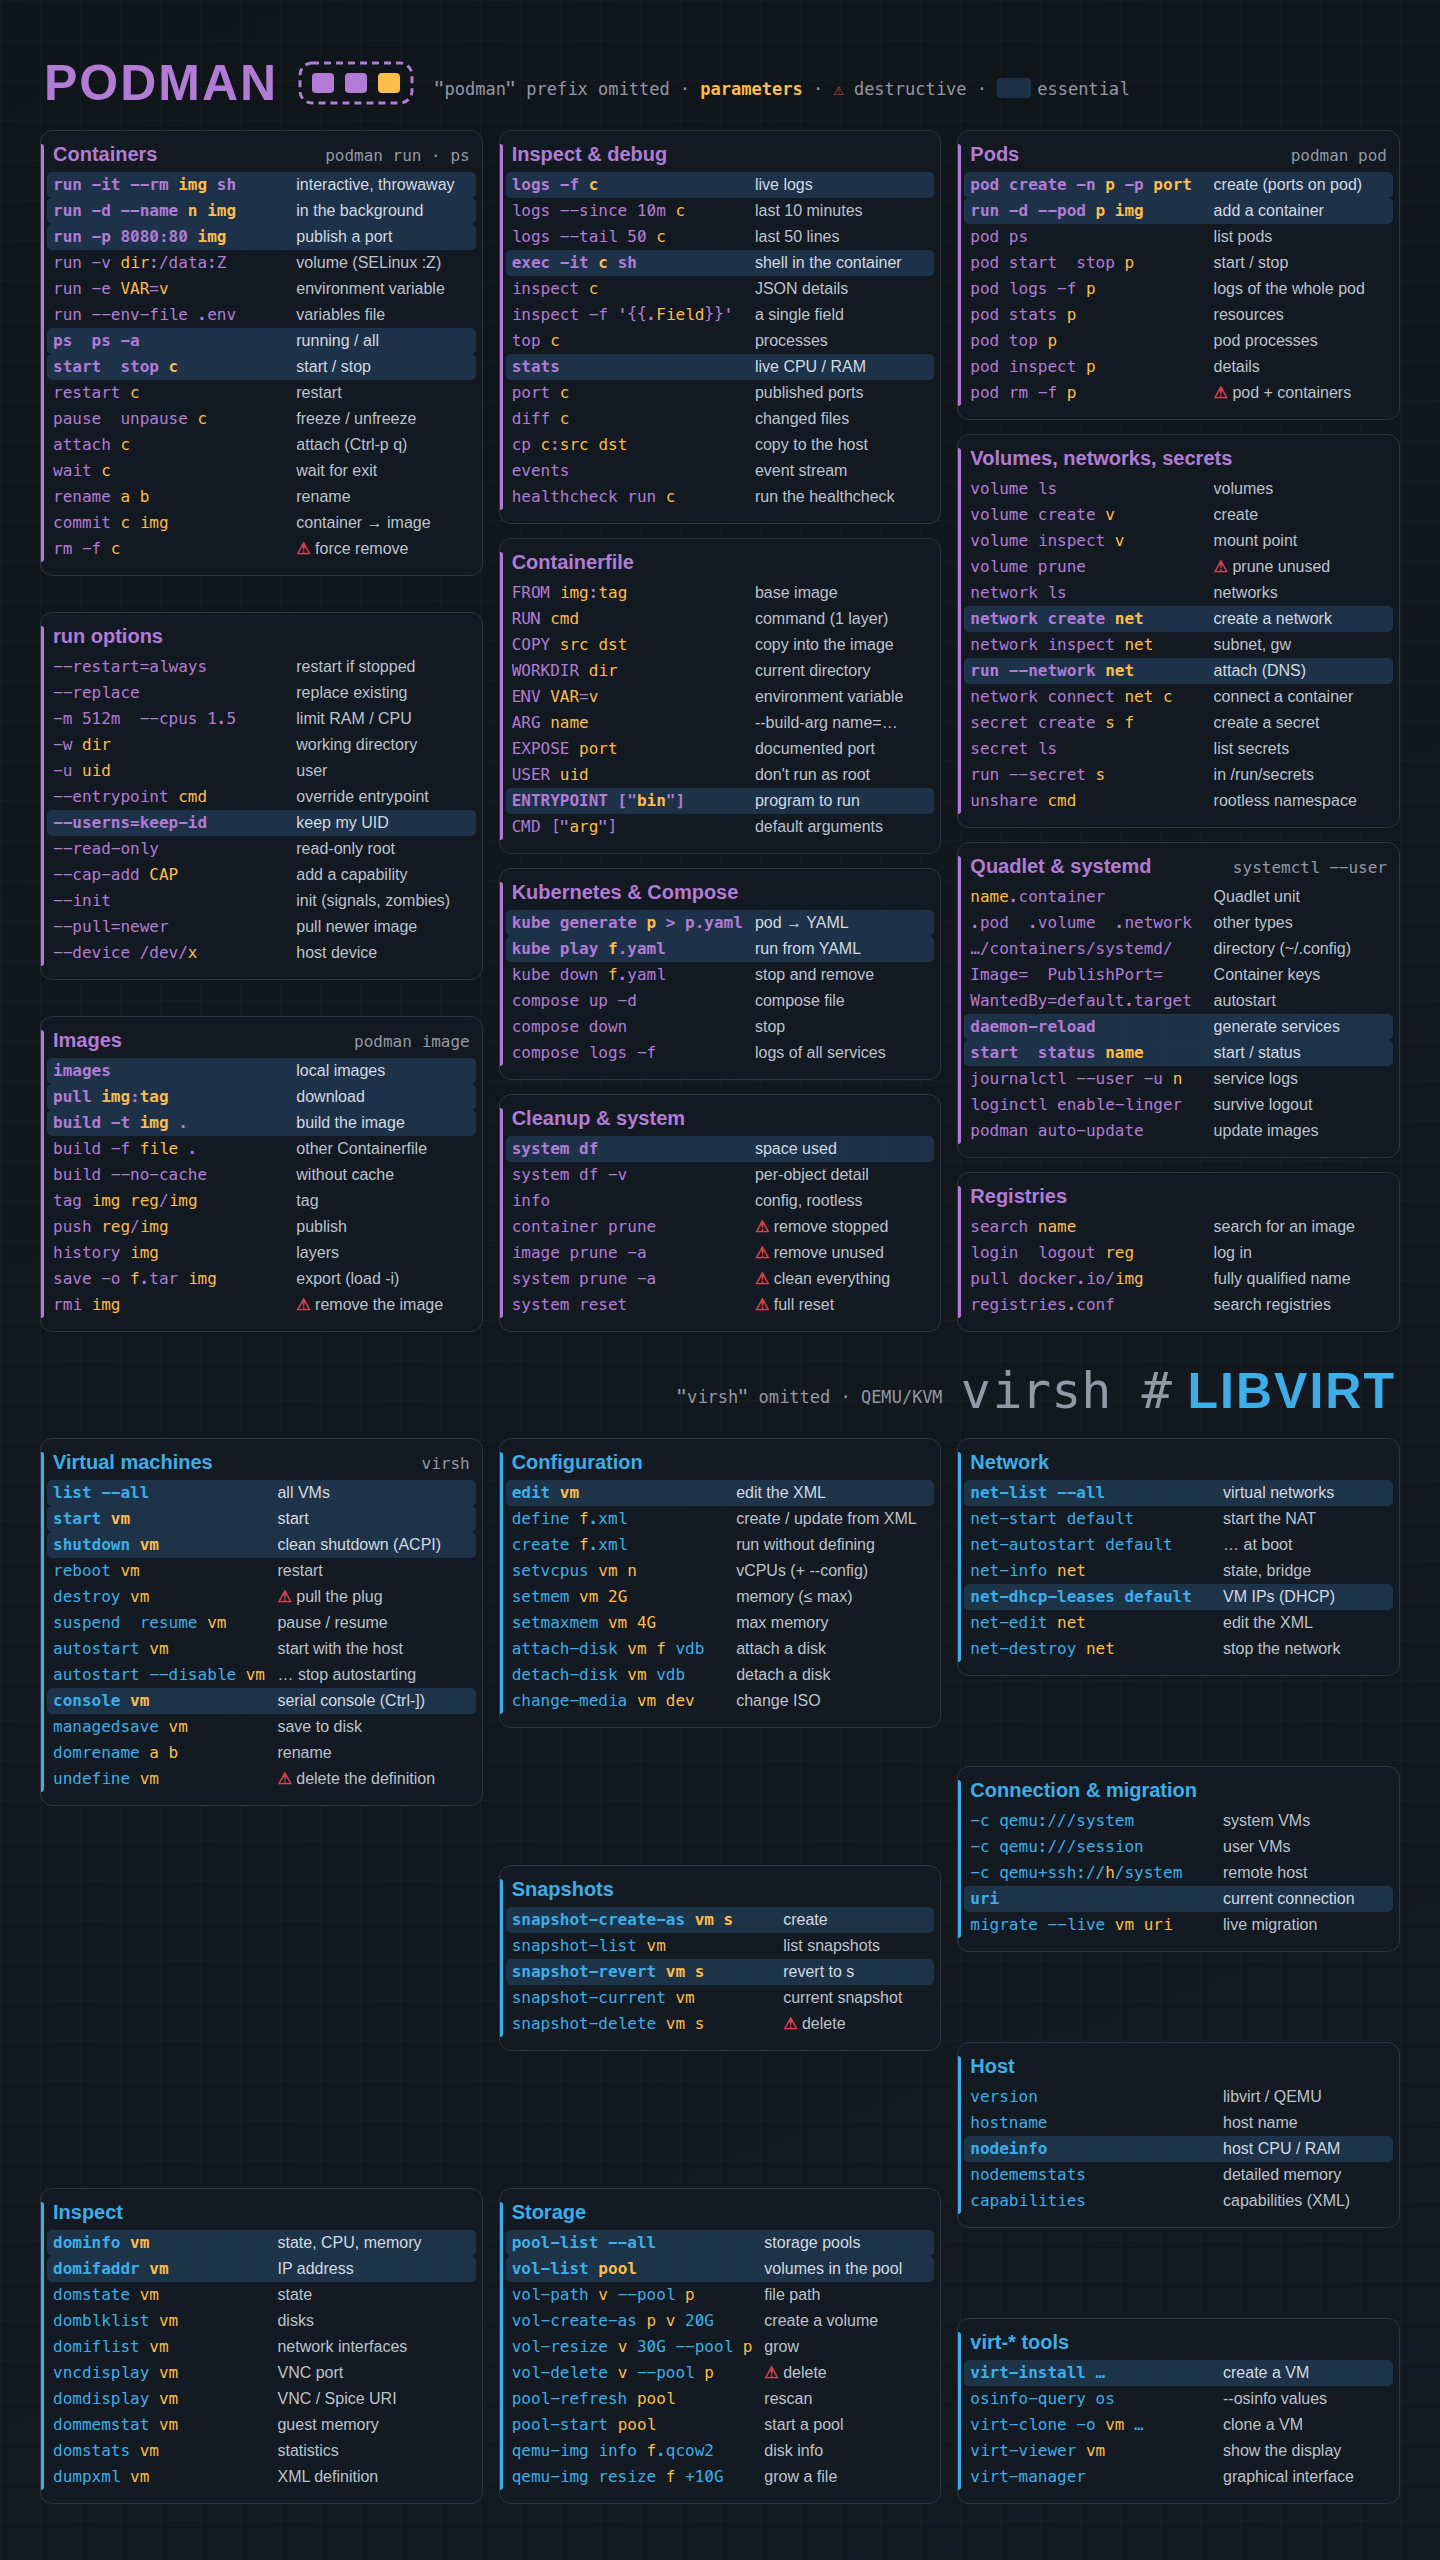 PODMAN
"podman" prefix omitted · parameters · ⚠ destructive · essential
Containers podman run · ps
run -it --rm img sh interactive, throwaway
run -d --name n img in the background
run -p 8080:80 img publish a port
run -v dir:/data:Z volume (SELinux :Z)
run -e VAR=v environment variable
run --env-file .env variables file
ps ps -a running / all
start stop c start / stop
restart c restart
pause unpause c freeze / unfreeze
attach c attach (Ctrl-p q)
wait c wait for exit
rename a b rename
commit c img container → image
rm -f c ⚠ force remove
run options
--restart=always restart if stopped
--replace replace existing
-m 512m --cpus 1.5 limit RAM / CPU
-w dir working directory
-u uid user
--entrypoint cmd override entrypoint
--userns=keep-id keep my UID
--read-only read-only root
--cap-add CAP add a capability
--init init (signals, zombies)
--pull=newer pull newer image
--device /dev/x host device
Images podman image
images local images
pull img:tag download
build -t img . build the image
build -f file . other Containerfile
build --no-cache without cache
tag img reg/img tag
push reg/img publish
history img layers
save -o f.tar img export (load -i)
rmi img ⚠ remove the image
Inspect & debug
logs -f c live logs
logs --since 10m c last 10 minutes
logs --tail 50 c last 50 lines
exec -it c sh shell in the container
inspect c JSON details
inspect -f '{{.Field}}' a single field
top c processes
stats live CPU / RAM
port c published ports
diff c changed files
cp c:src dst copy to the host
events event stream
healthcheck run c run the healthcheck
Containerfile
FROM img:tag base image
RUN cmd command (1 layer)
COPY src dst copy into the image
WORKDIR dir current directory
ENV VAR=v environment variable
ARG name --build-arg name=…
EXPOSE port documented port
USER uid don't run as root
ENTRYPOINT ["bin"] program to run
CMD ["arg"] default arguments
Kubernetes & Compose
kube generate p > p.yaml pod → YAML
kube play f.yaml run from YAML
kube down f.yaml stop and remove
compose up -d compose file
compose down stop
compose logs -f logs of all services
Cleanup & system
system df space used
system df -v per-object detail
info config, rootless
container prune ⚠ remove stopped
image prune -a ⚠ remove unused
system prune -a ⚠ clean everything
system reset ⚠ full reset
Pods podman pod
pod create -n p -p port create (ports on pod)
run -d --pod p img add a container
pod ps list pods
pod start stop p start / stop
pod logs -f p logs of the whole pod
pod stats p resources
pod top p pod processes
pod inspect p details
pod rm -f p ⚠ pod + containers
Volumes, networks, secrets
volume ls volumes
volume create v create
volume inspect v mount point
volume prune ⚠ prune unused
network ls networks
network create net create a network
network inspect net subnet, gw
run --network net attach (DNS)
network connect net c connect a container
secret create s f create a secret
secret ls list secrets
run --secret s in /run/secrets
unshare cmd rootless namespace
Quadlet & systemd systemctl --user
name.container Quadlet unit
.pod .volume .network other types
…/containers/systemd/ directory (~/.config)
Image= PublishPort= Container keys
WantedBy=default.target autostart
daemon-reload generate services
start status name start / status
journalctl --user -u n service logs
loginctl enable-linger survive logout
podman auto-update update images
Registries
search name search for an image
login logout reg log in
pull docker.io/img fully qualified name
registries.conf search registries
"virsh" omitted · QEMU/KVM virsh # LIBVIRT
Virtual machines virsh
list --all all VMs
start vm start
shutdown vm clean shutdown (ACPI)
reboot vm restart
destroy vm ⚠ pull the plug
suspend resume vm pause / resume
autostart vm start with the host
autostart --disable vm … stop autostarting
console vm serial console (Ctrl-])
managedsave vm save to disk
domrename a b rename
undefine vm ⚠ delete the definition
Inspect
dominfo vm state, CPU, memory
domifaddr vm IP address
domstate vm state
domblklist vm disks
domiflist vm network interfaces
vncdisplay vm VNC port
domdisplay vm VNC / Spice URI
dommemstat vm guest memory
domstats vm statistics
dumpxml vm XML definition
Configuration
edit vm edit the XML
define f.xml create / update from XML
create f.xml run without defining
setvcpus vm n vCPUs (+ --config)
setmem vm 2G memory (≤ max)
setmaxmem vm 4G max memory
attach-disk vm f vdb attach a disk
detach-disk vm vdb detach a disk
change-media vm dev change ISO
Snapshots
snapshot-create-as vm s create
snapshot-list vm list snapshots
snapshot-revert vm s revert to s
snapshot-current vm current snapshot
snapshot-delete vm s ⚠ delete
Storage
pool-list --all storage pools
vol-list pool volumes in the pool
vol-path v --pool p file path
vol-create-as p v 20G create a volume
vol-resize v 30G --pool p grow
vol-delete v --pool p ⚠ delete
pool-refresh pool rescan
pool-start pool start a pool
qemu-img info f.qcow2 disk info
qemu-img resize f +10G grow a file
Network
net-list --all virtual networks
net-start default start the NAT
net-autostart default … at boot
net-info net state, bridge
net-dhcp-leases default VM IPs (DHCP)
net-edit net edit the XML
net-destroy net stop the network
Connection & migration
-c qemu:///system system VMs
-c qemu:///session user VMs
-c qemu+ssh://h/system remote host
uri current connection
migrate --live vm uri live migration
Host
version libvirt / QEMU
hostname host name
nodeinfo host CPU / RAM
nodememstats detailed memory
capabilities capabilities (XML)
virt-* tools
virt-install … create a VM
osinfo-query os --osinfo values
virt-clone -o vm … clone a VM
virt-viewer vm show the display
virt-manager graphical interface